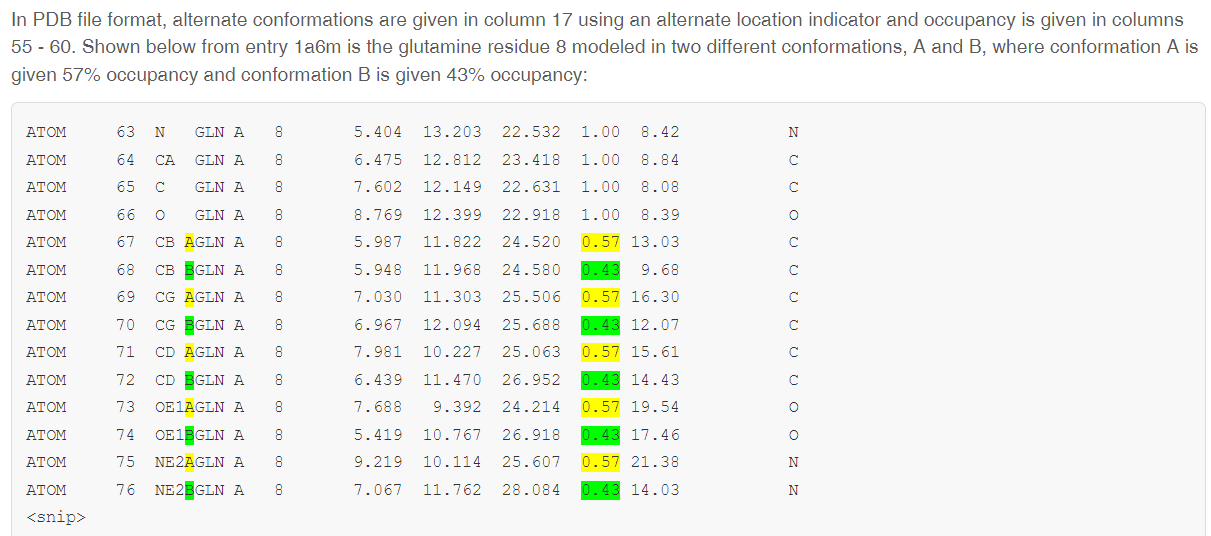 In PDB file format, alternate conformations are given in column 17 using an alternate location indicator and occupancy is given in columns
55 - 60. Shown below from entry 1a6m is the glutamine residue 8 modeled in two different conformations, A and B, where conformation A is
given 57% occupancy and conformation B is given 43% occupancy:
ATOM     63  N   GLN A   8       5.404  13.203  22.532  1.00  8.42           N
ATOM     64  CA  GLN A   8       6.475  12.812  23.418  1.00  8.84           C
ATOM     65  C   GLN A   8       7.602  12.149  22.631  1.00  8.08           C
ATOM     66  O   GLN A   8       8.769  12.399  22.918  1.00  8.39           O
ATOM     67  CB AGLN A   8       5.987  11.822  24.520  0.57 13.03           C
ATOM     68  CB BGLN A   8       5.948  11.968  24.580  0.43  9.68           C
ATOM     69  CG AGLN A   8       7.030  11.303  25.506  0.57 16.30           C
ATOM     70  CG BGLN A   8       6.967  12.094  25.688  0.43 12.07           C
ATOM     71  CD AGLN A   8       7.981  10.227  25.063  0.57 15.61           C
ATOM     72  CD BGLN A   8       6.439  11.470  26.952  0.43 14.43           C
ATOM     73  OE1AGLN A   8       7.688   9.392  24.214  0.57 19.54           O
ATOM     74  OE1BGLN A   8       5.419  10.767  26.918  0.43 17.46           O
ATOM     75  NE2AGLN A   8       9.219  10.114  25.607  0.57 21.38           N
ATOM     76  NE2BGLN A   8       7.067  11.762  28.084  0.43 14.03           N
<snip>